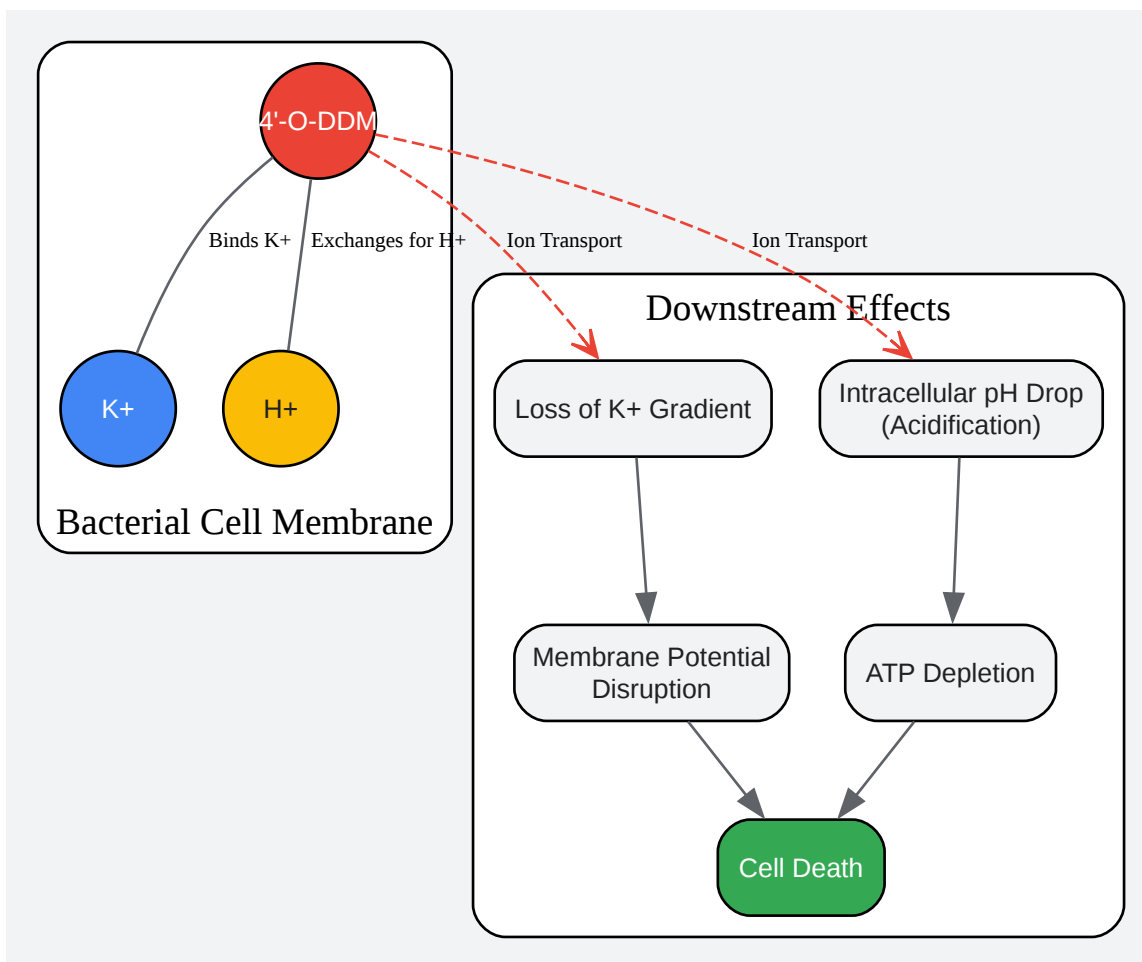 4'-O-DDM
Binds K+
Exchanges for H+
Ion Transport
Ion Transport
K+
H+
Bacterial Cell Membrane
Downstream Effects
Loss of K+ Gradient
Intracellular pH Drop
(Acidification)
Membrane Potential
Disruption
ATP Depletion
Cell Death